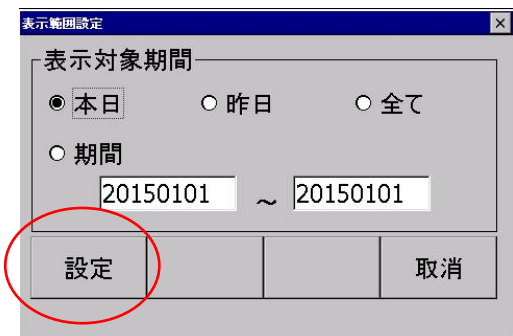 表示範囲設定
表示対象期間
本日 昨日 全て
期間
20150101 ～ 20150101
設定 取消